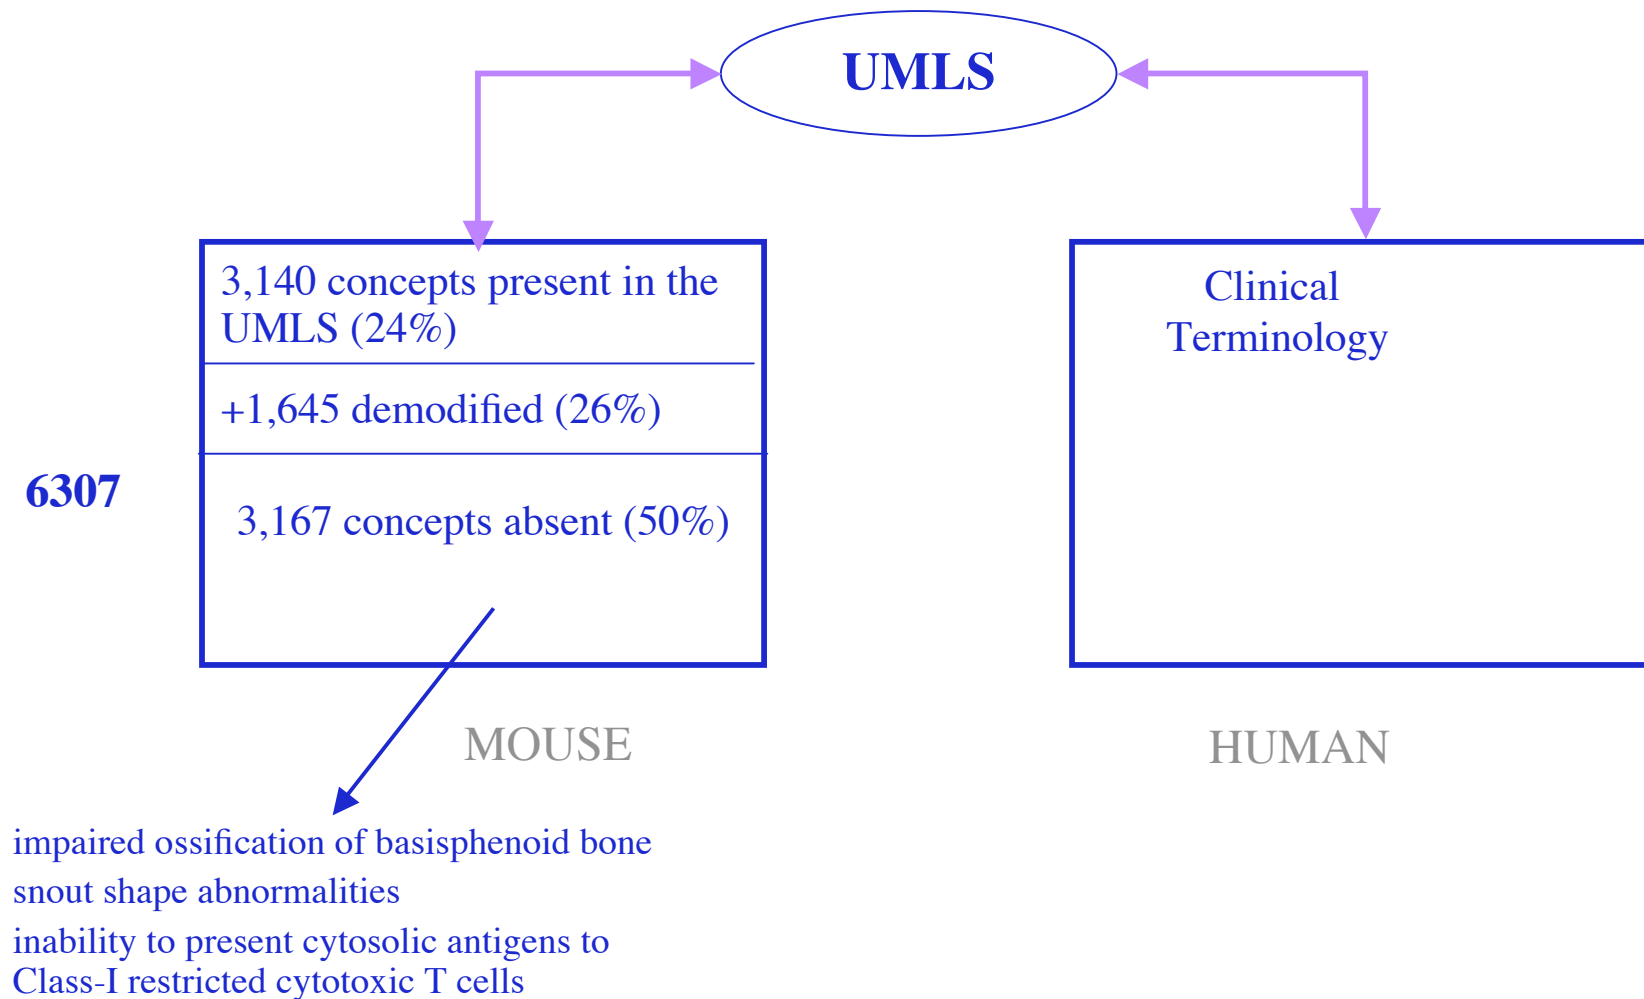 UMLS
3,140 concepts present in the
UMLS (24%)
+1,645 demodified (26%)
6307
3,167 concepts absent (50%)
Clinical
Terminology
MOUSE
HUMAN
impaired ossification of basisphenoid bone
snout shape abnormalities
inability to present cytosolic antigens to
Class-I restricted cytotoxic T cells